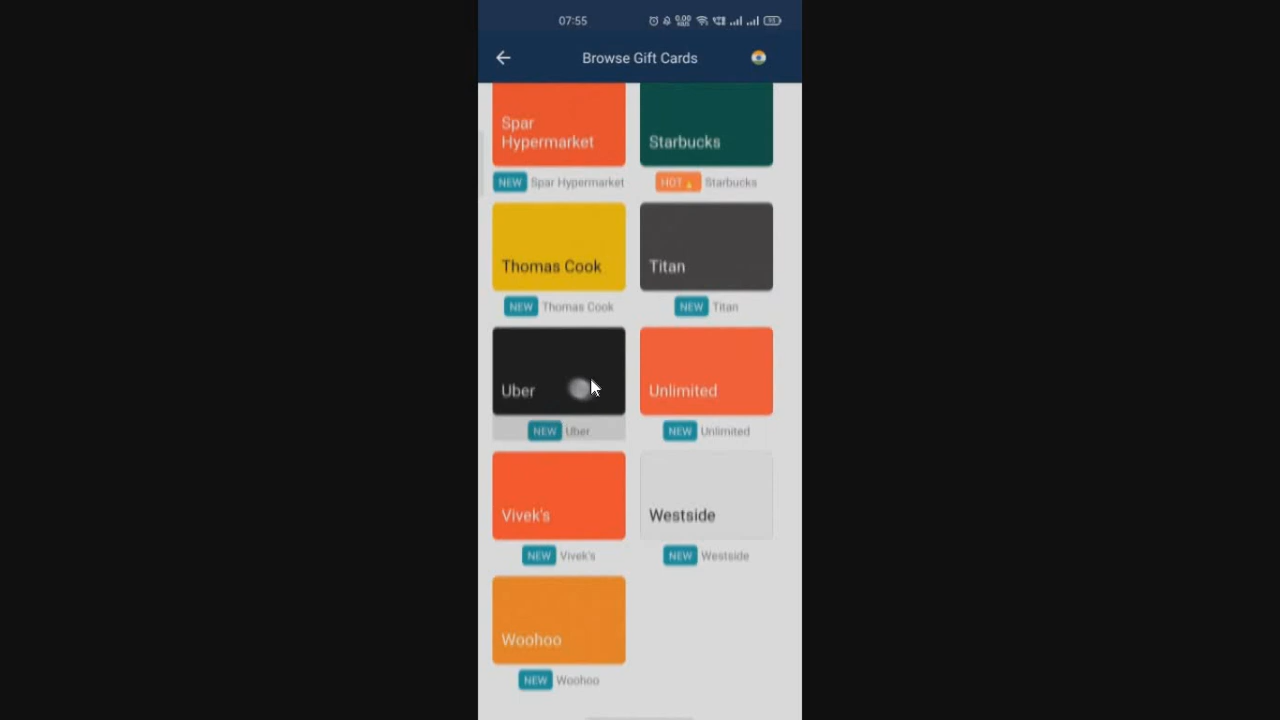 07:55
Browse Gift Cards
Spar
Hypermarket
Starbucks
NEW Spar Hypermarket
HOT Starbucks
Thomas Cook
Titan
NEW Thomas Cook
NEW Titan
Uber
Unlimited
NEW Uber
NEW Unlimited
Vivek's
Westside
NEW Vivek's
NEW Westside
Woohoo
NEW Woohoo